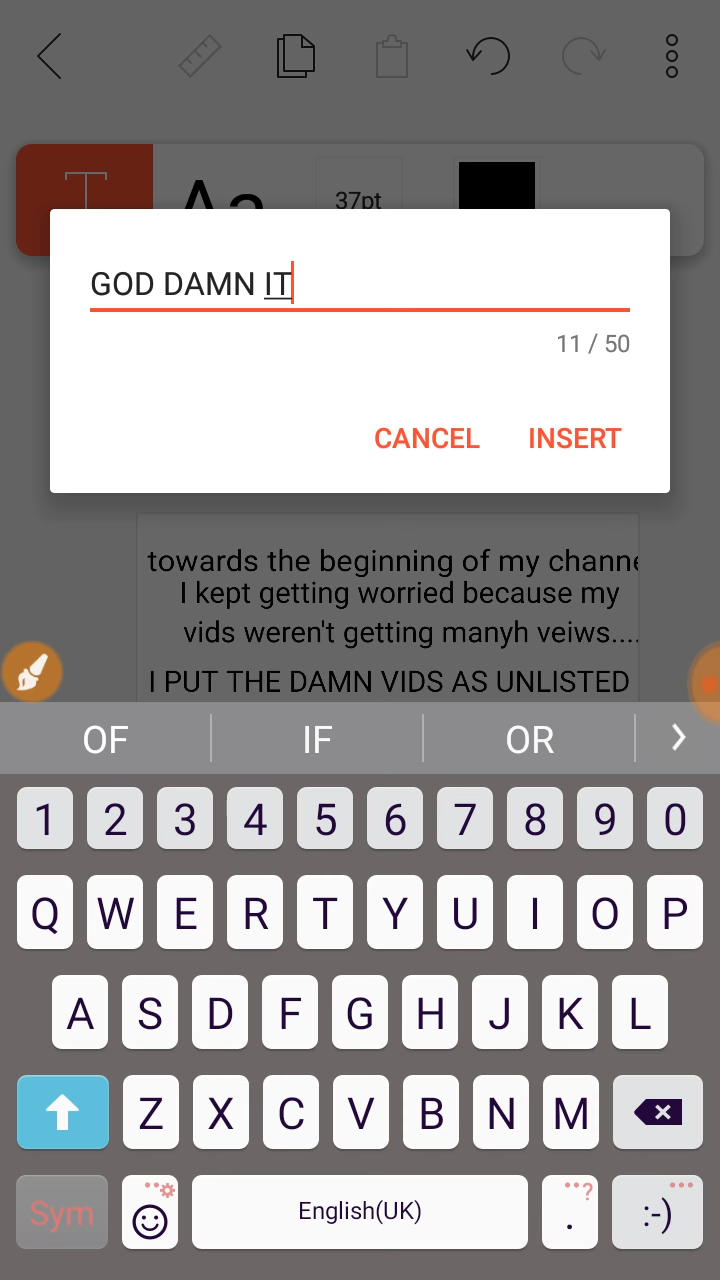 T Aa 37pt
GOD DAMN IT
11 / 50
CANCEL INSERT
towards the beginning of my channe
I kept getting worried because my
vids weren't getting manyh veiws....
I PUT THE DAMN VIDS AS UNLISTED
OF IF OR
1 2 3 4 5 6 7 8 9 0
Q W E R T Y U I O P
A S D F G H J K L
Z X C V B N M
Sym English(UK) . ? :-)